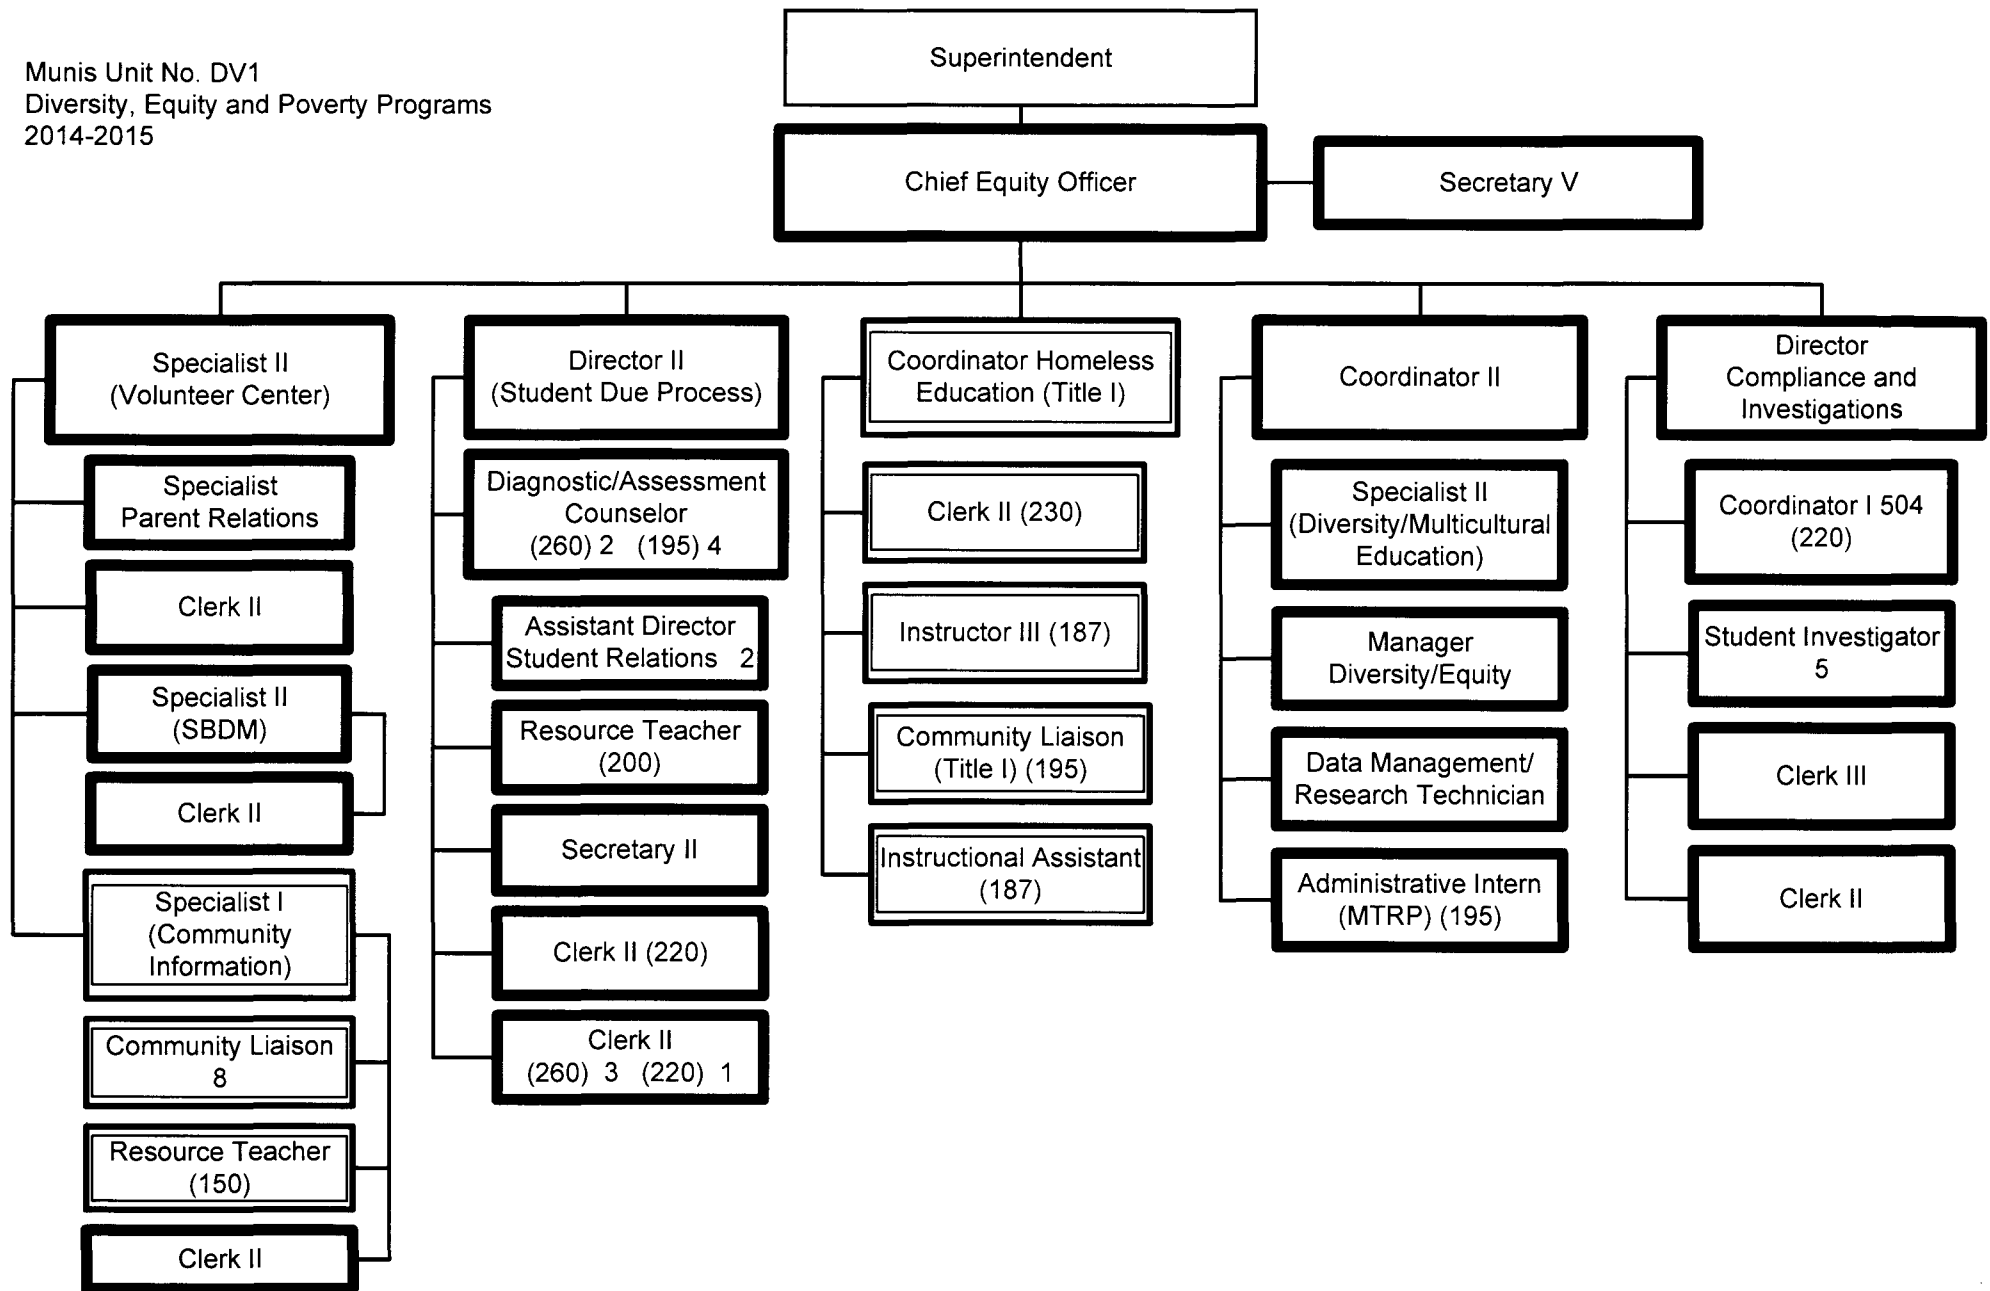 Munis Unit No. DV1
Diversity, Equity and Poverty Programs
2014-2015
Superintendent
Chief Equity Officer
Secretary V
Specialist II
(Volunteer Center)
Specialist
Parent Relations
Clerk II
Specialist II
(SBDM)
Clerk II
Specialist I
(Community
Information)
Community Liaison
8
Resource Teacher
(150)
Clerk II
Director II
(Student Due Process)
Diagnostic/Assessment
Counselor
(260) 2 (195) 4
Assistant Director
Student Relations 2
Resource Teacher
(200)
Secretary II
Clerk II (220)
Clerk II
(260) 3 (220) 1
Coordinator Homeless
Education (Title I)
Clerk II (230)
Instructor III (187)
Community Liaison
(Title I) (195)
Instructional Assistant
(187)
Coordinator II
Specialist II
(Diversity/Multicultural
Education)
Manager
Diversity/Equity
Data Management/
Research Technician
Administrative Intern
(MTRP) (195)
Director
Compliance and
Investigations
Coordinator I 504
(220)
Student Investigator
5
Clerk III
Clerk II